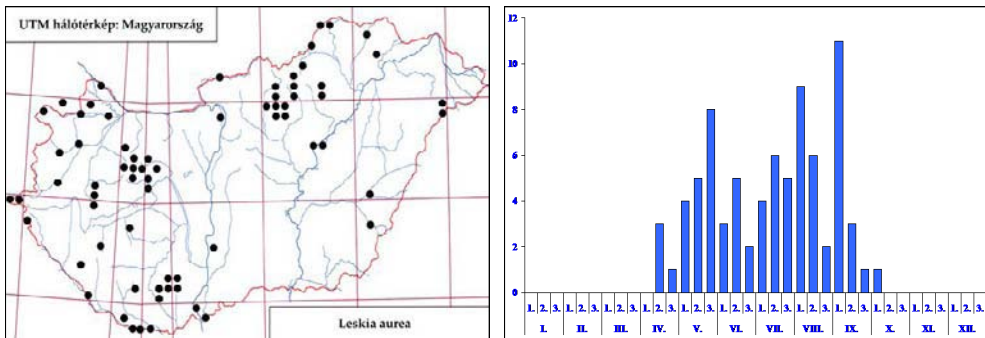 UTM hálótérkép: Magyarország
Leskia aurea
12
10
8
6
4
2
0
1. 2. 3. 1. 2. 3. 1. 2. 3. 1. 2. 3. 1. 2. 3. 1. 2. 3. 1. 2. 3. 1. 2. 3. 1. 2. 3. 1. 2. 3. 1. 2. 3. 1. 2. 3.
I. II. III. IV. V. VI. VII. VIII. IX. X. XI. XII.